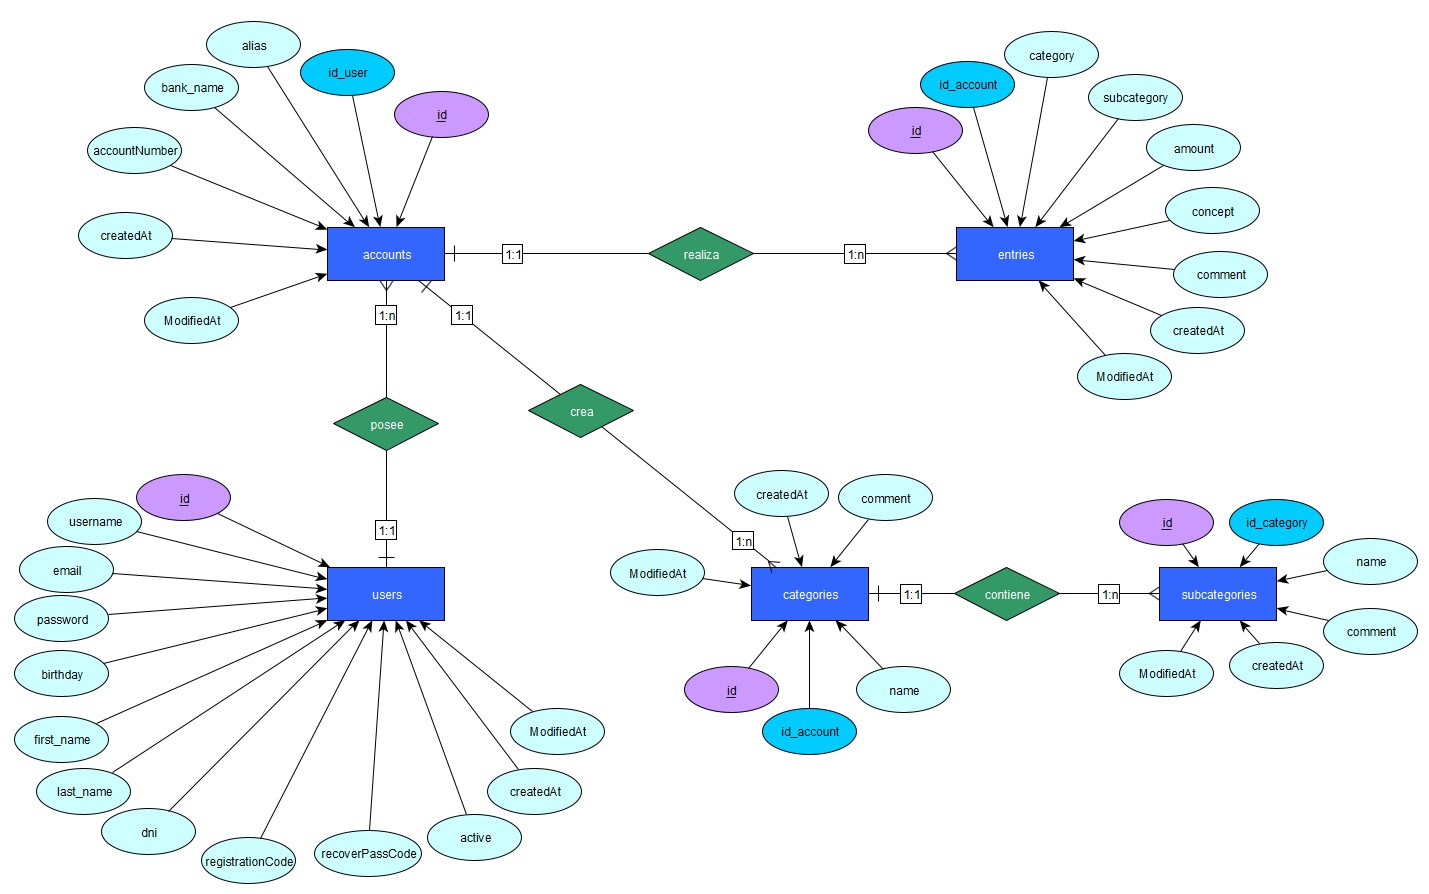 alias
id_user
bank_name
id
accountNumber
createdAt
ModifiedAt
accounts
1:1
realiza
1:n
entries
category
id_account
subcategory
id
amount
concept
comment
createdAt
ModifiedAt
1:n
1:1
posee
crea
1:1
1:n
id
username
email
password
birthday
first_name
last_name
dni
registrationCode
recoverPassCode
active
createdAt
ModifiedAt
users
createdAt
comment
ModifiedAt
categories
1:1
contiene
1:n
id
id_account
name
id
id_category
name
subcategories
comment
createdAt
ModifiedAt